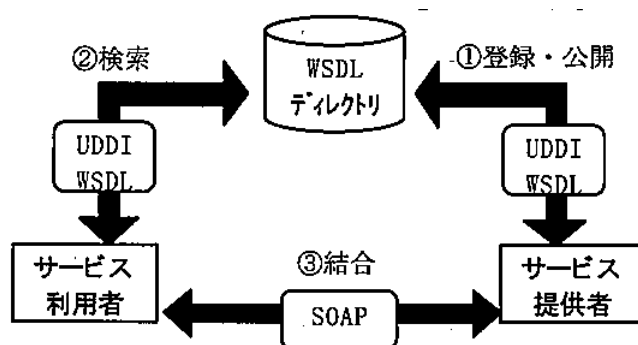 ②検索
WSDL
ディレクトリ
①登録・公開
UDDI
WSDL
UDDI
WSDL
サービス
利用者
③結合
SOAP
サービス
提供者